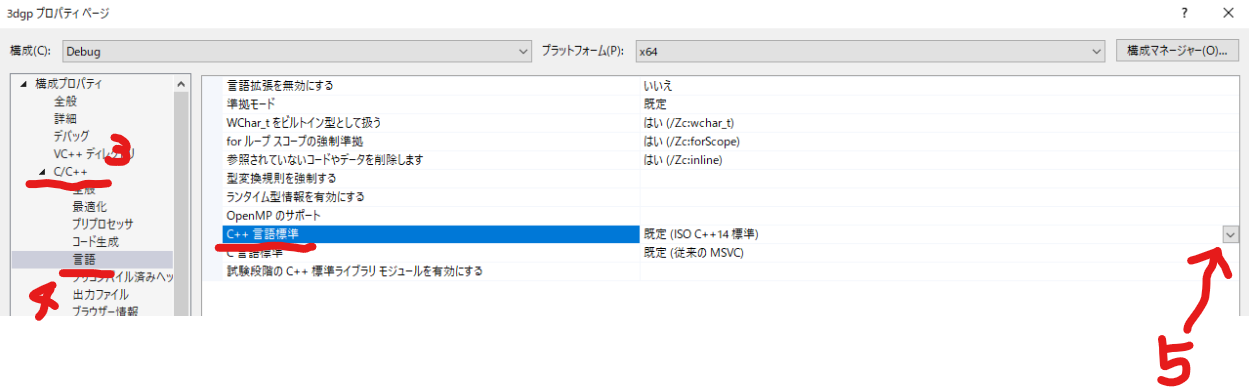 3dgp プロパティ ページ ? ×
構成(C): Debug プラットフォーム(P): x64 構成マネージャー(O)...
構成プロパティ
全般
詳細
デバッグ
VC++ ディレクトリ
3
C/C++
全般
最適化
プリプロセッサ
コード生成
言語
プリコンパイル済みヘッ
4
出力ファイル
ブラウザー情報
言語拡張を無効にする いいえ
準拠モード 既定
WChar_t をビルトイン型として扱う はい (/Zc:wchar_t)
for ループ スコープの強制準拠 はい (/Zc:forScope)
参照されていないコードやデータを削除します はい (/Zc:inline)
型変換規則を強制する
ランタイム型情報を有効にする
OpenMP のサポート
C++ 言語標準 既定 (ISO C++14 標準)
C 言語標準 既定 (従来の MSVC)
試験段階の C++ 標準ライブラリ モジュールを有効にする
5